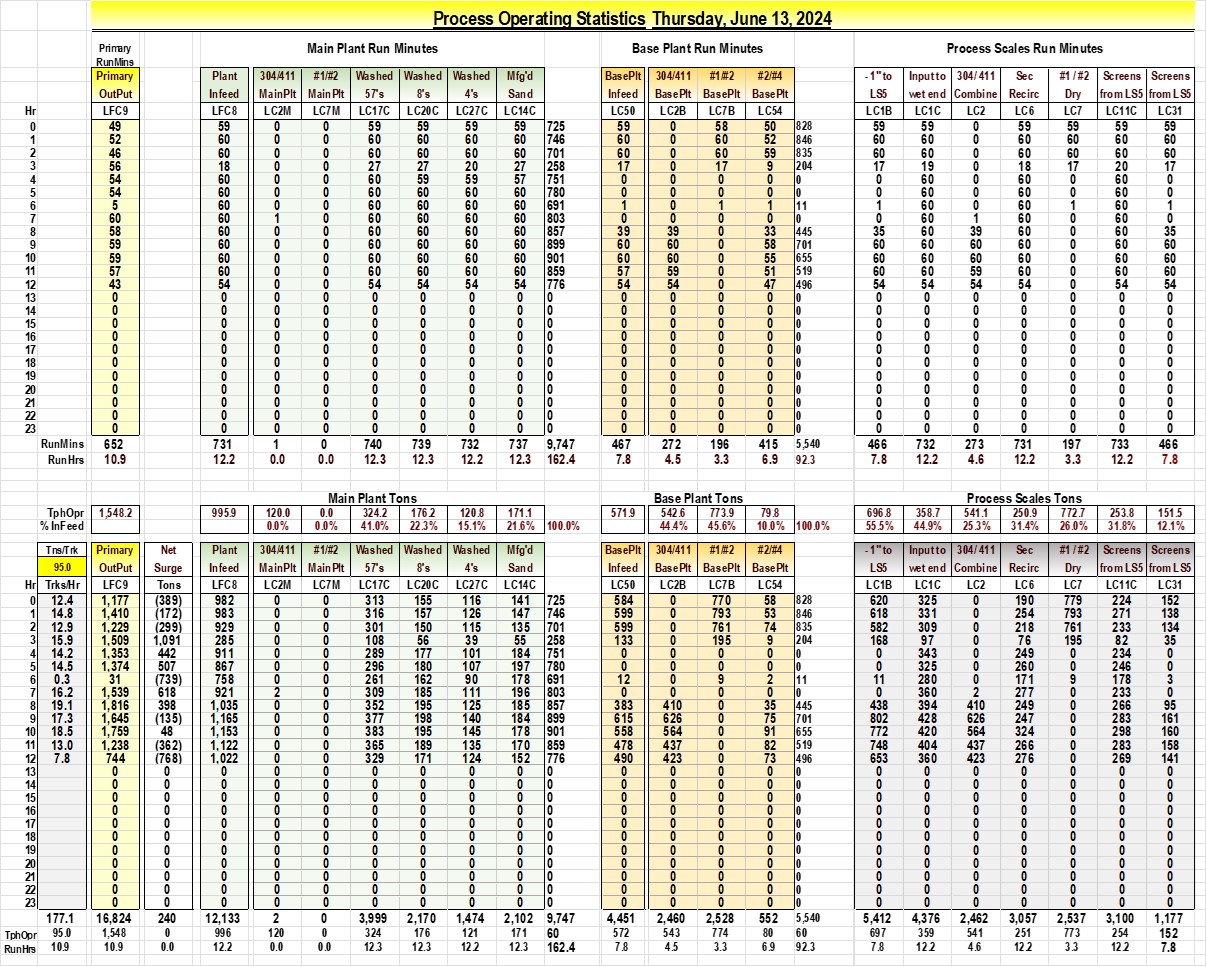 Process Operating Statistics Thursday, June 13, 2024
Primary Main Plant Run Minutes Base Plant Run Minutes Process Scales Run Minutes
RunMins
Primary Plant 304/411 #1/#2 Washed Washed Washed Mfg'd BasePlt 304/411 #1/#2 #2/#4 - 1" to Input to 304/ 411 Sec #1 / #2 Screens Screens
OutPut Infeed MainPlt MainPlt 57's 8's 4's Sand Infeed BasePlt BasePlt BasePlt LS5 wet end Combine Recirc Dry from LS5 from LS5
Hr LFC9 LFC8 LC2M LC7M LC17C LC20C LC27C LC14C LC50 LC2B LC7B LC54 LC1B LC1C LC2 LC6 LC7 LC11C LC31
0 49 59 0 0 60 59 59 59 725 59 0 58 50 828 59 59 0 59 59 59 59
1 52 60 0 0 60 60 60 60 746 60 0 60 52 846 60 60 0 60 60 60 60
2 46 60 0 0 60 60 60 60 701 60 0 60 59 835 60 60 0 60 60 60 60
3 56 18 0 0 27 27 20 27 258 17 0 17 9 204 17 19 0 18 17 20 17
4 54 60 0 0 60 59 59 57 751 0 0 0 0 0 0 60 0 60 0 60 0
5 54 60 0 0 60 60 60 60 780 0 0 0 0 0 0 60 0 60 0 60 0
6 5 60 0 0 60 60 60 60 691 1 0 1 1 11 1 60 0 60 1 60 1
7 60 60 1 0 60 60 60 60 803 0 0 0 0 0 0 60 1 60 0 60 0
8 58 60 0 0 60 60 60 60 857 39 39 0 33 445 35 60 39 60 0 60 35
9 59 60 0 0 60 60 60 60 899 60 60 0 58 701 60 60 60 60 0 60 60
10 59 60 0 0 60 60 60 60 901 60 60 0 55 655 60 60 60 60 0 60 60
11 57 60 0 0 60 60 60 60 859 57 59 0 51 519 60 60 59 60 0 60 60
12 43 54 0 0 54 54 54 54 776 54 54 0 47 496 54 54 54 54 0 54 54
13 0 0 0 0 0 0 0 0 0 0 0 0 0 0 0 0 0 0 0 0 0
14 0 0 0 0 0 0 0 0 0 0 0 0 0 0 0 0 0 0 0 0 0
15 0 0 0 0 0 0 0 0 0 0 0 0 0 0 0 0 0 0 0 0 0
16 0 0 0 0 0 0 0 0 0 0 0 0 0 0 0 0 0 0 0 0 0
17 0 0 0 0 0 0 0 0 0 0 0 0 0 0 0 0 0 0 0 0 0
18 0 0 0 0 0 0 0 0 0 0 0 0 0 0 0 0 0 0 0 0 0
19 0 0 0 0 0 0 0 0 0 0 0 0 0 0 0 0 0 0 0 0 0
20 0 0 0 0 0 0 0 0 0 0 0 0 0 0 0 0 0 0 0 0 0
21 0 0 0 0 0 0 0 0 0 0 0 0 0 0 0 0 0 0 0 0 0
22 0 0 0 0 0 0 0 0 0 0 0 0 0 0 0 0 0 0 0 0 0
23 0 0 0 0 0 0 0 0 0 0 0 0 0 0 0 0 0 0 0 0 0
RunMins 652 731 1 0 740 739 732 737 9,747 467 272 196 415 5,540 466 732 273 731 197 733 466
RunHrs 10.9 12.2 0.0 0.0 12.3 12.3 12.2 12.3 162.4 7.8 4.5 3.3 6.9 92.3 7.8 12.2 4.6 12.2 3.3 12.2 7.8
Main Plant Tons Base Plant Tons Process Scales Tons
TphOpr 1,548.2 995.9 120.0 0.0 324.2 176.2 120.8 171.1 571.9 542.6 773.9 79.8 696.8 358.7 541.1 250.9 772.7 253.8 151.5
% InFeed 0.0% 0.0% 41.0% 22.3% 15.1% 21.6% 100.0% 44.4% 45.6% 10.0% 100.0% 55.5% 44.9% 25.3% 31.4% 26.0% 31.8% 12.1%
Tns/Trk Primary Net Plant 304/411 #1/#2 Washed Washed Washed Mfg'd BasePlt 304/411 #1/#2 #2/#4 - 1" to Input to 304/ 411 Sec #1 / #2 Screens Screens
95.0 OutPut Surge Infeed MainPlt MainPlt 57's 8's 4's Sand Infeed BasePlt BasePlt BasePlt LS5 wet end Combine Recirc Dry from LS5 from LS5
Hr Trks/Hr LFC9 Tons LFC8 LC2M LC7M LC17C LC20C LC27C LC14C LC50 LC2B LC7B LC54 LC1B LC1C LC2 LC6 LC7 LC11C LC31
0 12.4 1,177 (389) 982 0 0 313 155 116 141 725 584 0 770 58 828 620 325 0 190 779 224 152
1 14.8 1,410 (172) 983 0 0 316 157 126 147 746 599 0 793 53 846 618 331 0 254 793 271 138
2 12.9 1,229 (299) 929 0 0 301 150 115 135 701 599 0 761 74 835 582 309 0 218 761 233 134
3 15.9 1,509 1,091 285 0 0 108 56 39 55 258 133 0 195 9 204 168 97 0 76 195 82 35
4 14.2 1,353 442 911 0 0 289 177 101 184 751 0 0 0 0 0 0 343 0 249 0 234 0
5 14.5 1,374 507 867 0 0 296 180 107 197 780 0 0 0 0 0 0 325 0 260 0 246 0
6 0.3 31 (739) 758 0 0 261 162 90 178 691 12 0 9 2 11 11 280 0 171 9 178 3
7 16.2 1,539 618 921 2 0 309 185 111 196 803 0 0 0 0 0 0 360 2 277 0 233 0
8 19.1 1,816 398 1,035 0 0 352 195 125 185 857 383 410 0 35 445 438 394 410 249 0 266 95
9 17.3 1,645 (135) 1,165 0 0 377 198 140 184 899 615 626 0 75 701 802 428 626 247 0 283 161
10 18.5 1,759 48 1,153 0 0 383 195 145 178 901 558 564 0 91 655 772 420 564 324 0 298 160
11 13.0 1,238 (362) 1,122 0 0 365 189 135 170 859 478 437 0 82 519 748 404 437 266 0 283 158
12 7.8 744 (768) 1,022 0 0 329 171 124 152 776 490 423 0 73 496 653 360 423 276 0 269 141
13 0 0 0 0 0 0 0 0 0 0 0 0 0 0 0 0 0 0 0 0 0 0
14 0 0 0 0 0 0 0 0 0 0 0 0 0 0 0 0 0 0 0 0 0 0
15 0 0 0 0 0 0 0 0 0 0 0 0 0 0 0 0 0 0 0 0 0 0
16 0 0 0 0 0 0 0 0 0 0 0 0 0 0 0 0 0 0 0 0 0 0
17 0 0 0 0 0 0 0 0 0 0 0 0 0 0 0 0 0 0 0 0 0 0
18 0 0 0 0 0 0 0 0 0 0 0 0 0 0 0 0 0 0 0 0 0 0
19 0 0 0 0 0 0 0 0 0 0 0 0 0 0 0 0 0 0 0 0 0 0
20 0 0 0 0 0 0 0 0 0 0 0 0 0 0 0 0 0 0 0 0 0 0
21 0 0 0 0 0 0 0 0 0 0 0 0 0 0 0 0 0 0 0 0 0 0
22 0 0 0 0 0 0 0 0 0 0 0 0 0 0 0 0 0 0 0 0 0 0
23 0 0 0 0 0 0 0 0 0 0 0 0 0 0 0 0 0 0 0 0 0 0
177.1 16,824 240 12,133 2 0 3,999 2,170 1,474 2,102 9,747 4,451 2,460 2,528 552 5,540 5,412 4,376 2,462 3,057 2,537 3,100 1,177
TphOpr 95.0 1,548 0 996 120 0 324 176 121 171 60 572 543 774 80 60 697 359 541 251 773 254 152
RunHrs 10.9 10.9 0.0 12.2 0.0 0.0 12.3 12.3 12.2 12.3 162.4 7.8 4.5 3.3 6.9 92.3 7.8 12.2 4.6 12.2 3.3 12.2 7.8